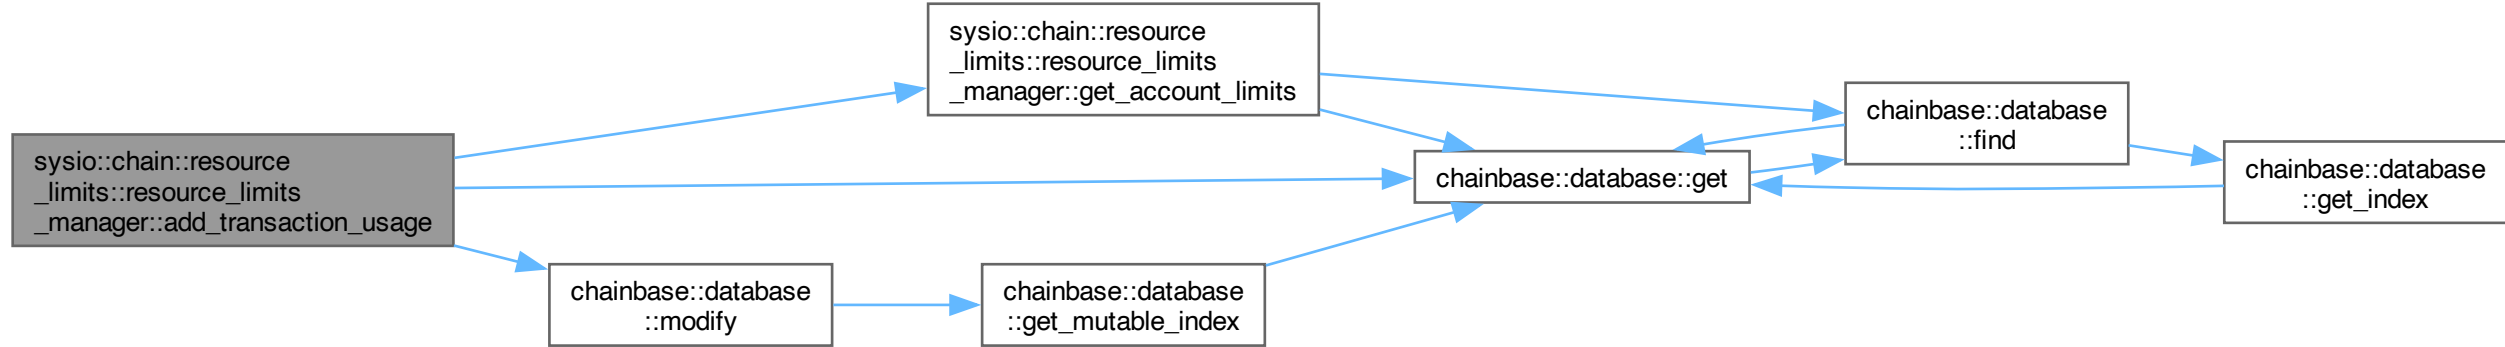 sysio::chain::resource
_limits::resource_limits
_manager::add_transaction_usage
sysio::chain::resource
_limits::resource_limits
_manager::get_account_limits
chainbase::database::get
chainbase::database
::find
chainbase::database
::get_index
chainbase::database
::modify
chainbase::database
::get_mutable_index